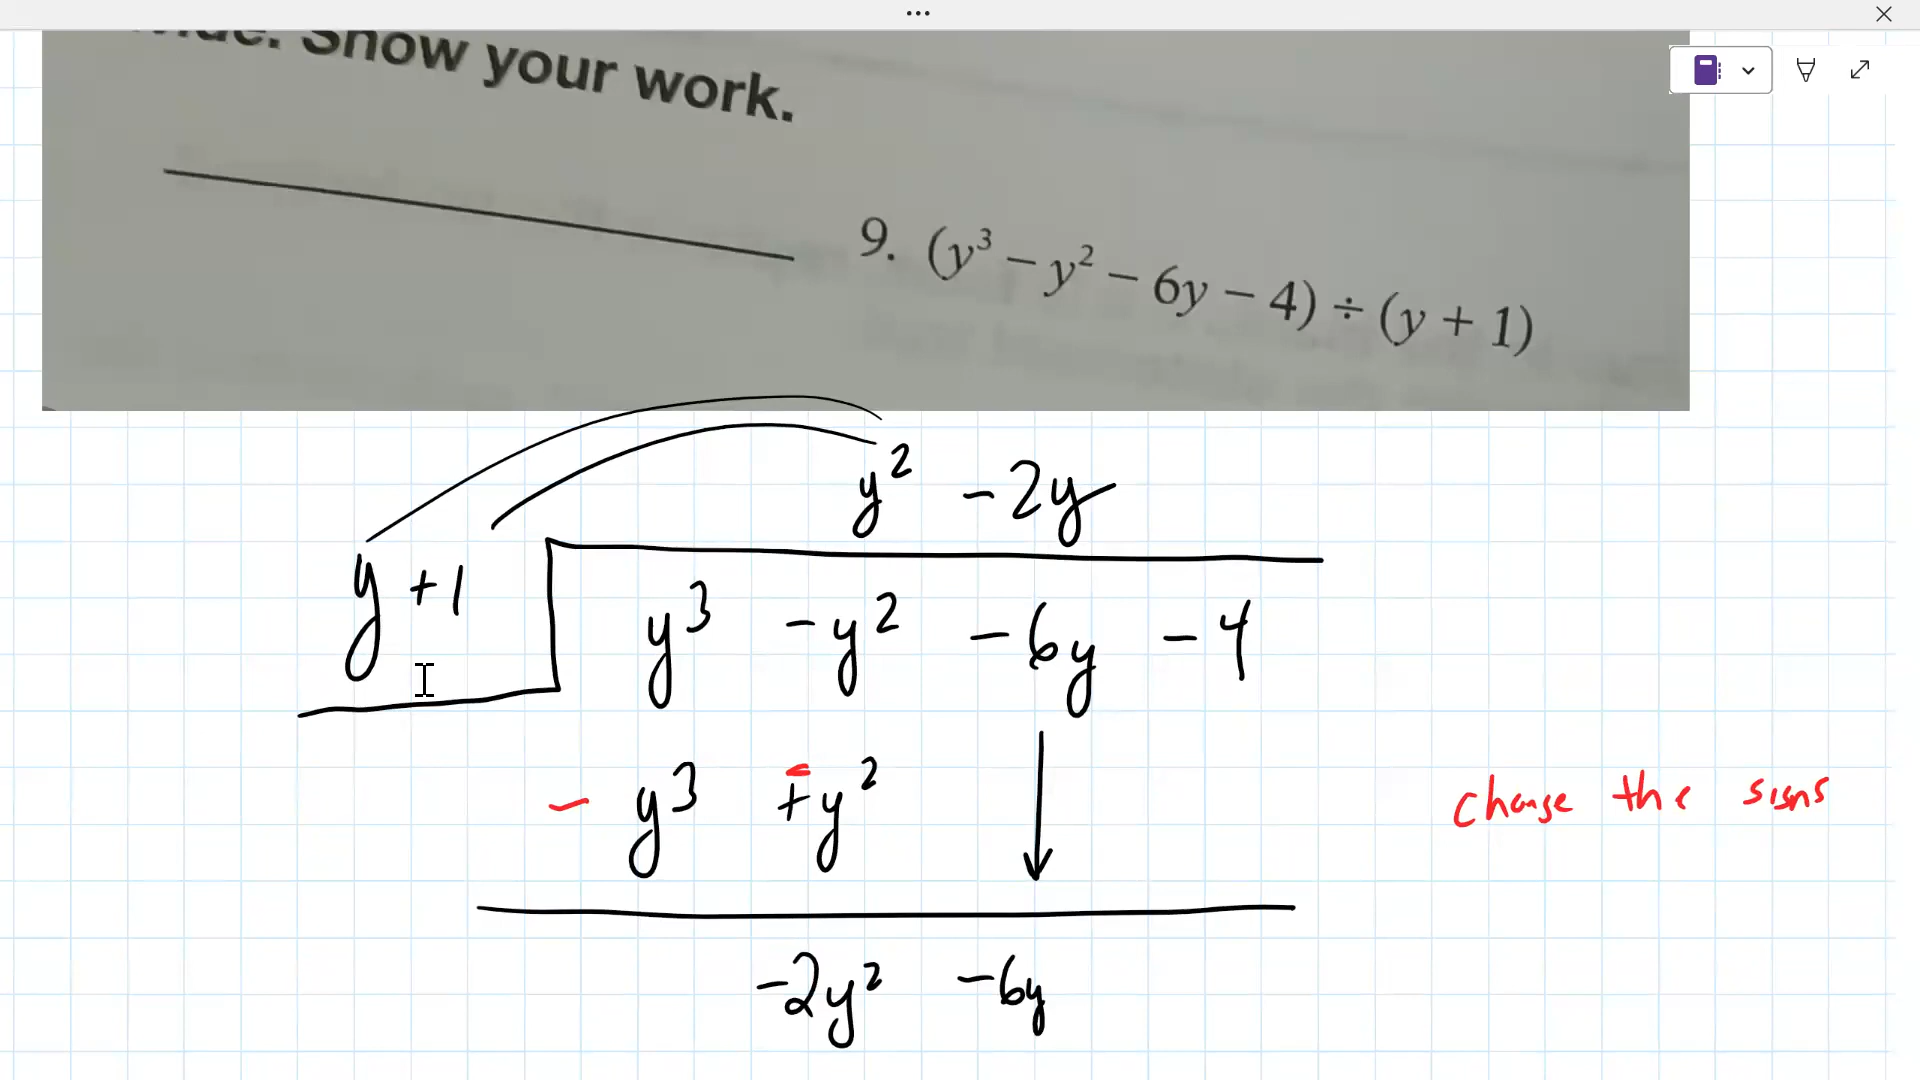 Show your work.
9. (y³ − y² − 6y − 4) ÷ (y + 1)
y² - 2y
y + 1
y³ - y² - 6y - 4
- y³ + - y²
change the signs
-2y² -6y